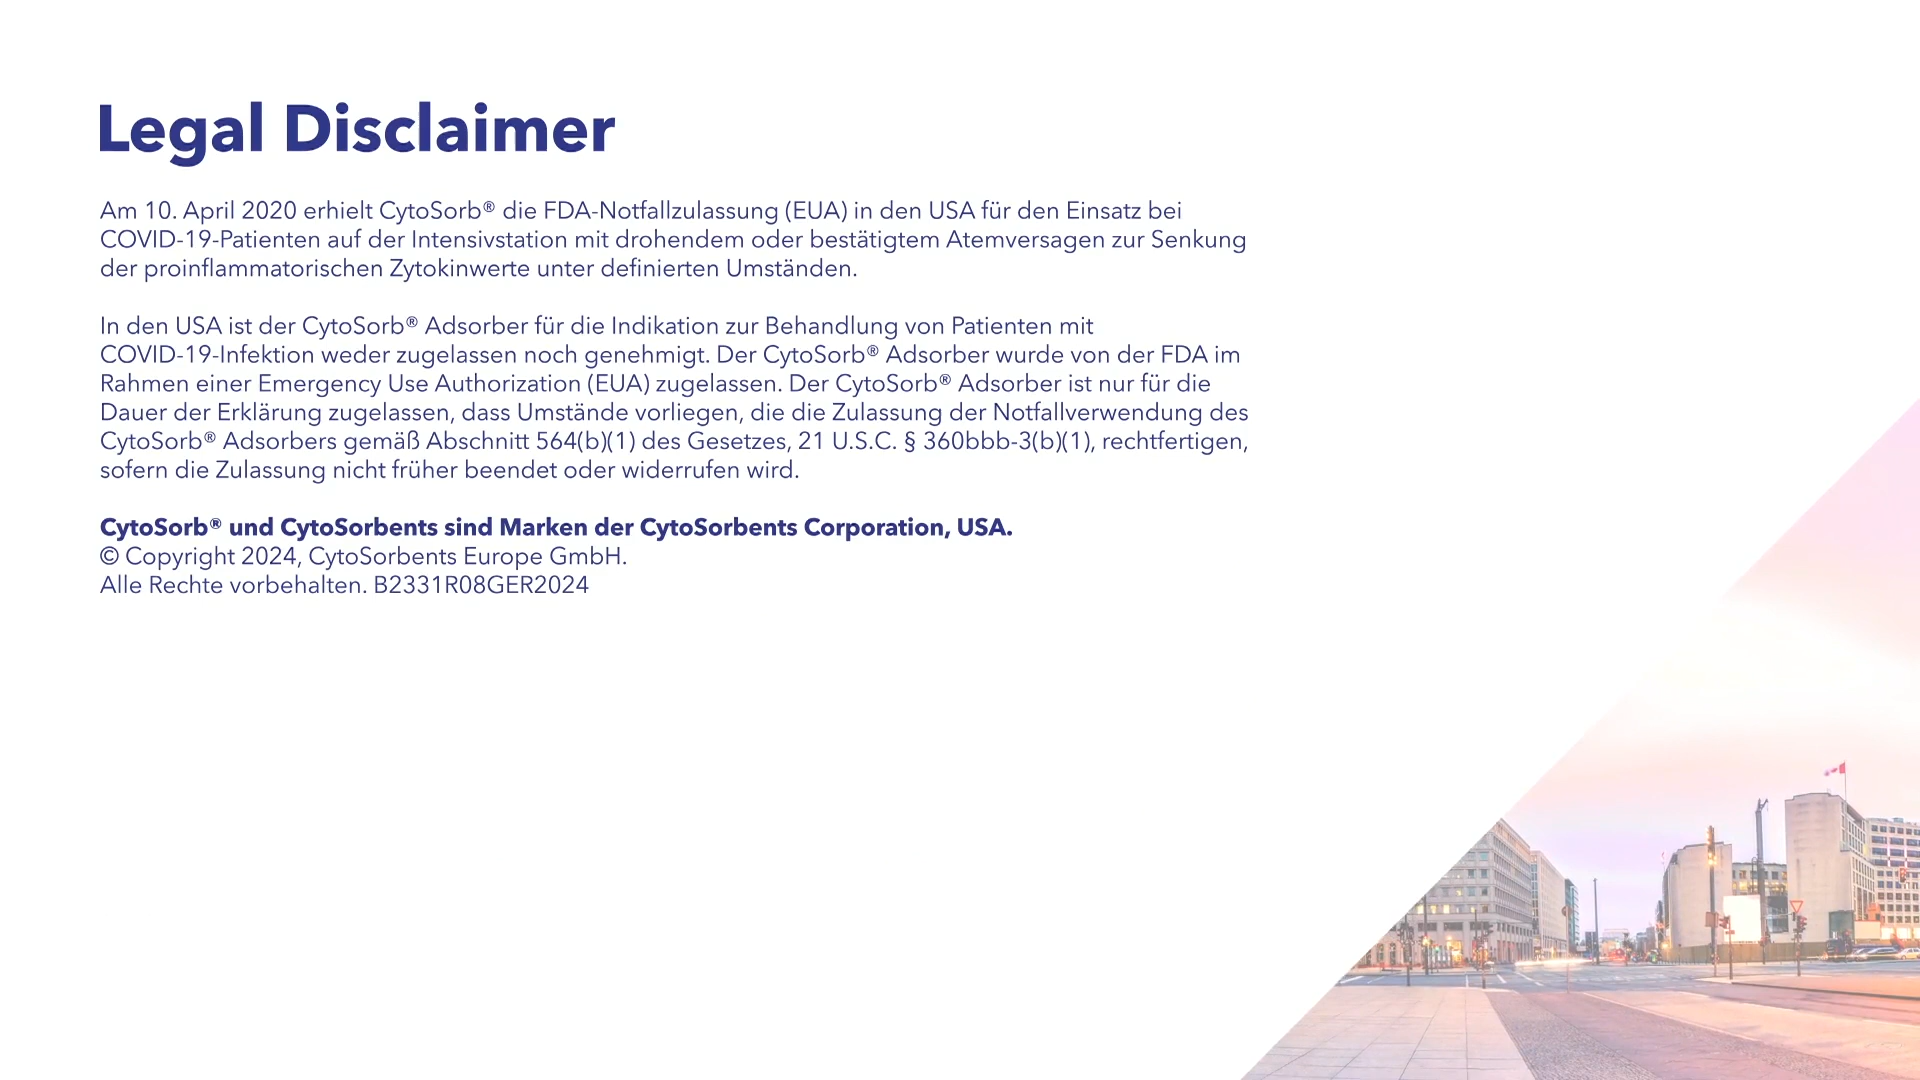 Legal Disclaimer
Am 10. April 2020 erhielt CytoSorb® die FDA-Notfallzulassung (EUA) in den USA für den Einsatz bei
COVID-19-Patienten auf der Intensivstation mit drohendem oder bestätigtem Atemversagen zur Senkung
der proinflammatorischen Zytokinwerte unter definierten Umständen.
In den USA ist der CytoSorb® Adsorber für die Indikation zur Behandlung von Patienten mit
COVID-19-Infektion weder zugelassen noch genehmigt. Der CytoSorb® Adsorber wurde von der FDA im
Rahmen einer Emergency Use Authorization (EUA) zugelassen. Der CytoSorb® Adsorber ist nur für die
Dauer der Erklärung zugelassen, dass Umstände vorliegen, die die Zulassung der Notfallverwendung des
CytoSorb® Adsorbers gemäß Abschnitt 564(b)(1) des Gesetzes, 21 U.S.C. § 360bbb-3(b)(1), rechtfertigen,
sofern die Zulassung nicht früher beendet oder widerrufen wird.
CytoSorb® und CytoSorbents sind Marken der CytoSorbents Corporation, USA.
© Copyright 2024, CytoSorbents Europe GmbH.
Alle Rechte vorbehalten. B2331R08GER2024